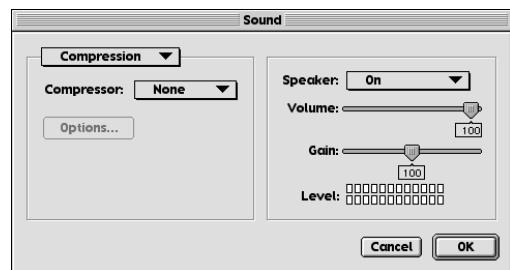 Sound
Compression
Compressor: None
Options...
Speaker: On
Volume:
100
Gain:
100
Level:
Cancel OK